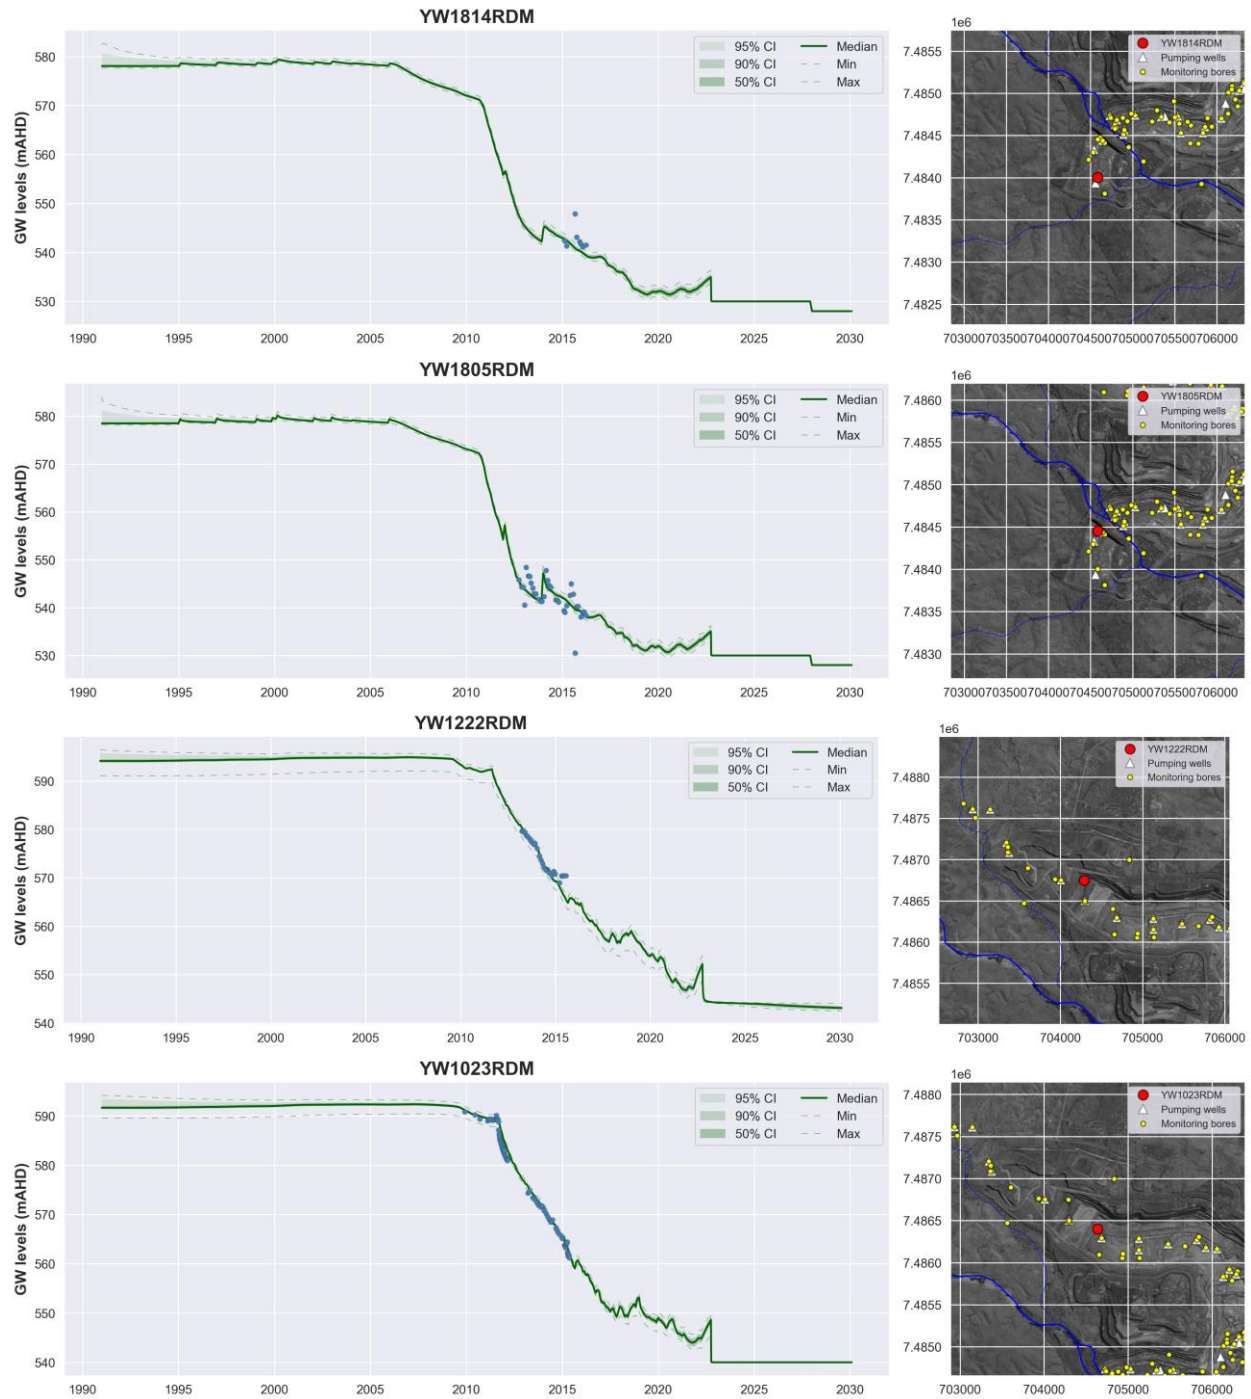 YW1814RDM
GW levels (mAHD)
580
570
560
550
540
530
95% CI
90% CI
50% CI
Median
Min
Max
1990 1995 2000 2005 2010 2015 2020 2025 2030
1e6
7.4855
7.4850
7.4845
7.4840
7.4835
7.4830
7.4825
YW1814RDM
Pumping wells
Monitoring bores
703000703500704000704500705000705500706000
YW1805RDM
GW levels (mAHD)
580
570
560
550
540
530
95% CI
90% CI
50% CI
Median
Min
Max
1990 1995 2000 2005 2010 2015 2020 2025 2030
1e6
7.4860
7.4855
7.4850
7.4845
7.4840
7.4835
7.4830
YW1805RDM
Pumping wells
Monitoring bores
703000703500704000704500705000705500706000
YW1222RDM
GW levels (mAHD)
590
580
570
560
550
540
95% CI
90% CI
50% CI
Median
Min
Max
1990 1995 2000 2005 2010 2015 2020 2025 2030
1e6
7.4880
7.4875
7.4870
7.4865
7.4860
7.4855
YW1222RDM
Pumping wells
Monitoring bores
703000 704000 705000 706000
YW1023RDM
GW levels (mAHD)
590
580
570
560
550
540
95% CI
90% CI
50% CI
Median
Min
Max
1990 1995 2000 2005 2010 2015 2020 2025 2030
1e6
7.4880
7.4875
7.4870
7.4865
7.4860
7.4855
7.4850
YW1023RDM
Pumping wells
Monitoring bores
703000 704000 705000 706000